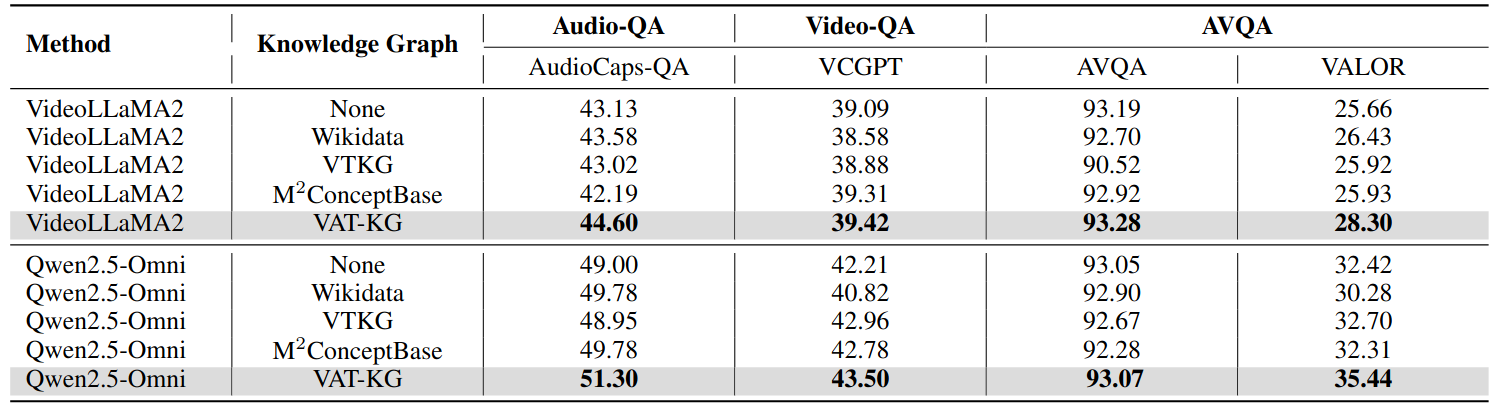 Method Knowledge Graph Audio-QA Video-QA AVQA
AudioCaps-QA VCGPT AVQA VALOR
VideoLLaMA2 None 43.13 39.09 93.19 25.66
VideoLLaMA2 Wikidata 43.58 38.58 92.70 26.43
VideoLLaMA2 VTKG 43.02 38.88 90.52 25.92
VideoLLaMA2 M²ConceptBase 42.19 39.31 92.92 25.93
VideoLLaMA2 VAT-KG 44.60 39.42 93.28 28.30
Qwen2.5-Omni None 49.00 42.21 93.05 32.42
Qwen2.5-Omni Wikidata 49.78 40.82 92.90 30.28
Qwen2.5-Omni VTKG 48.95 42.96 92.67 32.70
Qwen2.5-Omni M²ConceptBase 49.78 42.78 92.28 32.31
Qwen2.5-Omni VAT-KG 51.30 43.50 93.07 35.44